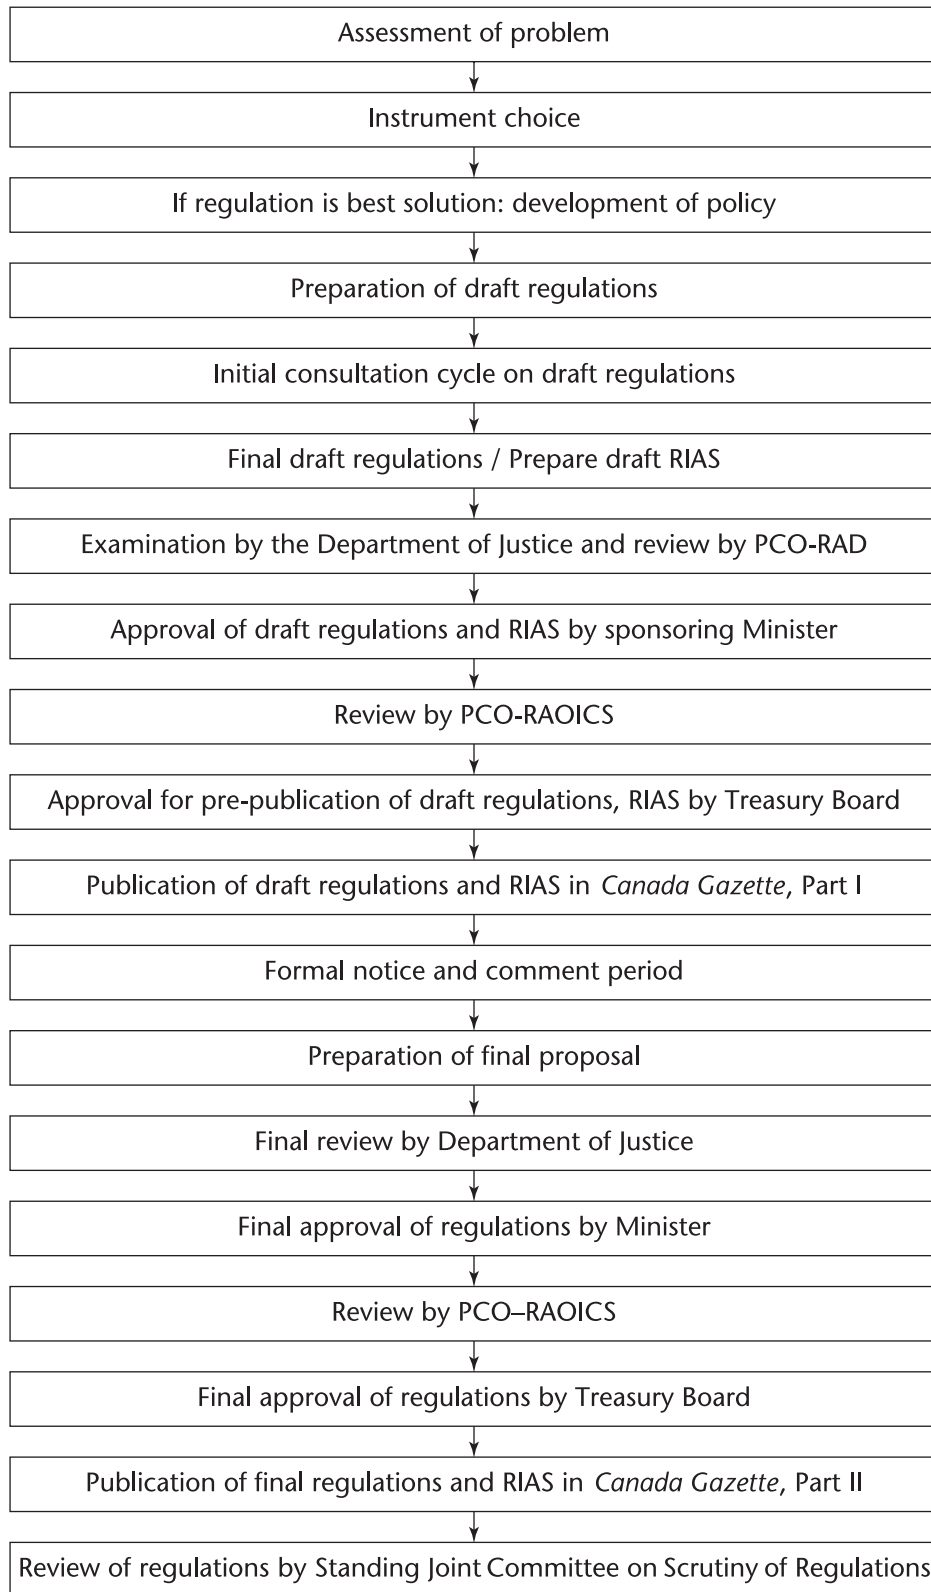 Assessment of problem
Instrument choice
If regulation is best solution: development of policy
Preparation of draft regulations
Initial consultation cycle on draft regulations
Final draft regulations / Prepare draft RIAS
Examination by the Department of Justice and review by PCO-RAD
Approval of draft regulations and RIAS by sponsoring Minister
Review by PCO-RAOICS
Approval for pre-publication of draft regulations, RIAS by Treasury Board
Publication of draft regulations and RIAS in Canada Gazette, Part I
Formal notice and comment period
Preparation of final proposal
Final review by Department of Justice
Final approval of regulations by Minister
Review by PCO–RAOICS
Final approval of regulations by Treasury Board
Publication of final regulations and RIAS in Canada Gazette, Part II
Review of regulations by Standing Joint Committee on Scrutiny of Regulations